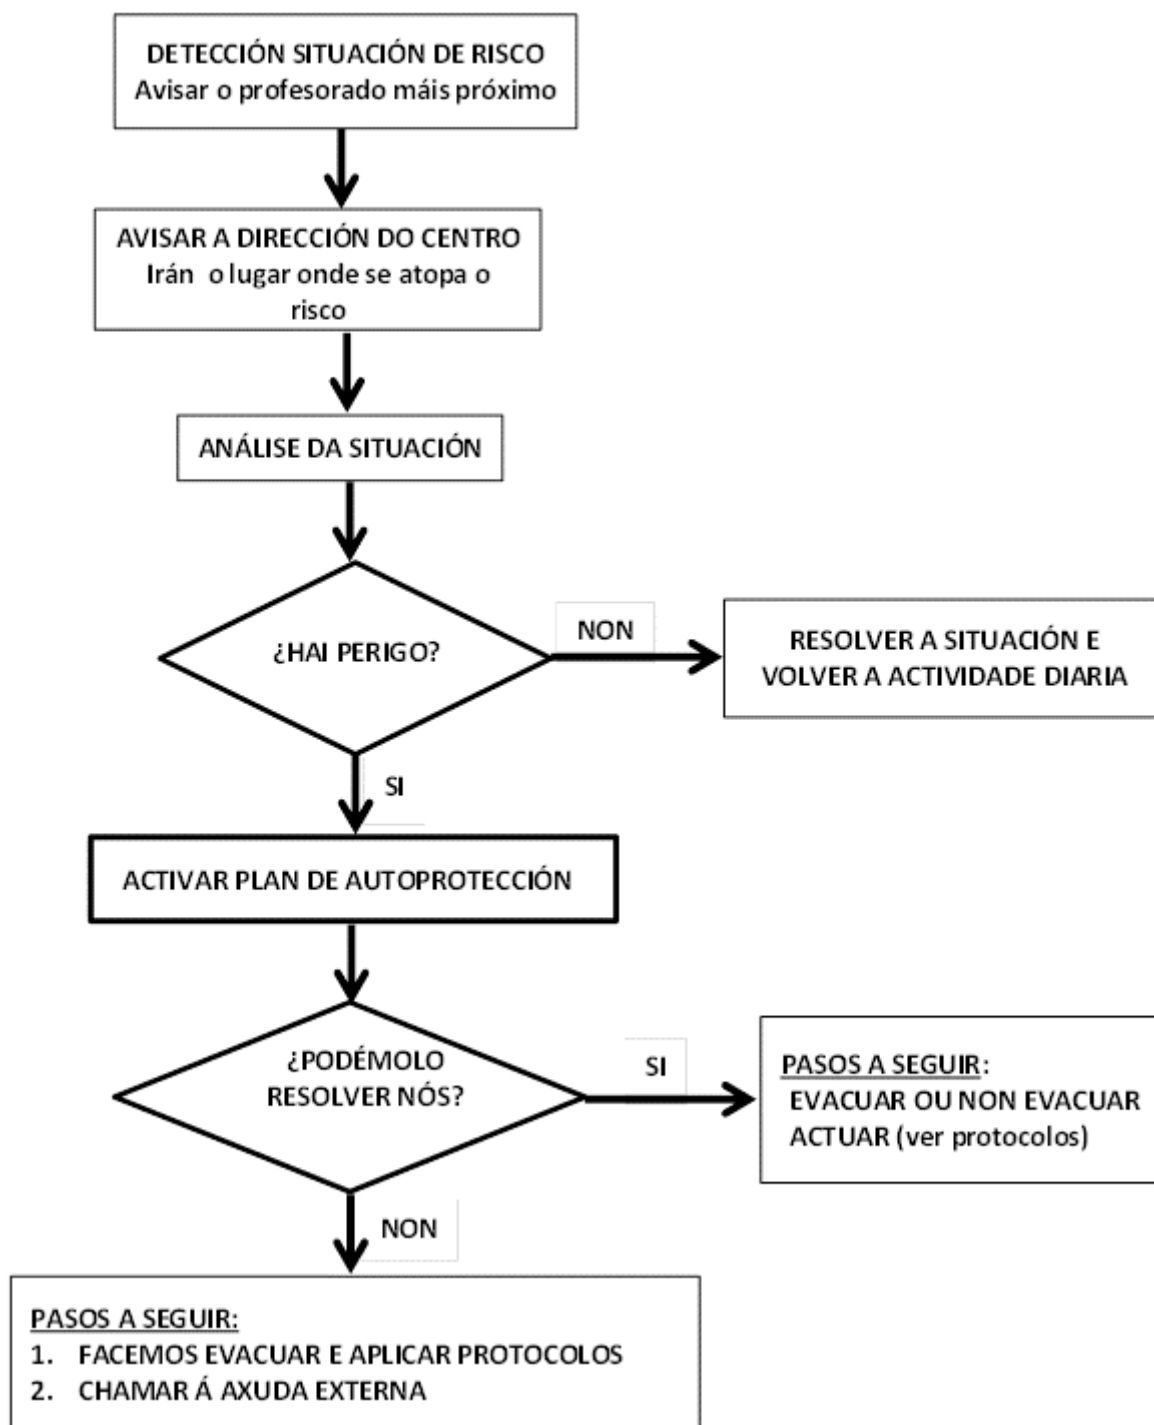 DETECCIÓN SITUACIÓN DE RISCO
Avisar o profesorado máis próximo
AVISAR A DIRECCIÓN DO CENTRO
Irán o lugar onde se atopa o
risco
ANÁLISE DA SITUACIÓN
¿HAI PERIGO?
NON
RESOLVER A SITUACIÓN E
VOLVER A ACTIVIDADE DIARIA
SI
ACTIVAR PLAN DE AUTOPROTECCIÓN
¿PODÉMOLO
RESOLVER NÓS?
SI
PASOS A SEGUIR:
EVACUAR OU NON EVACUAR
ACTUAR (ver protocolos)
NON
PASOS A SEGUIR:
1. FACEMOS EVACUAR E APLICAR PROTOCOLOS
2. CHAMAR Á AXUDA EXTERNA